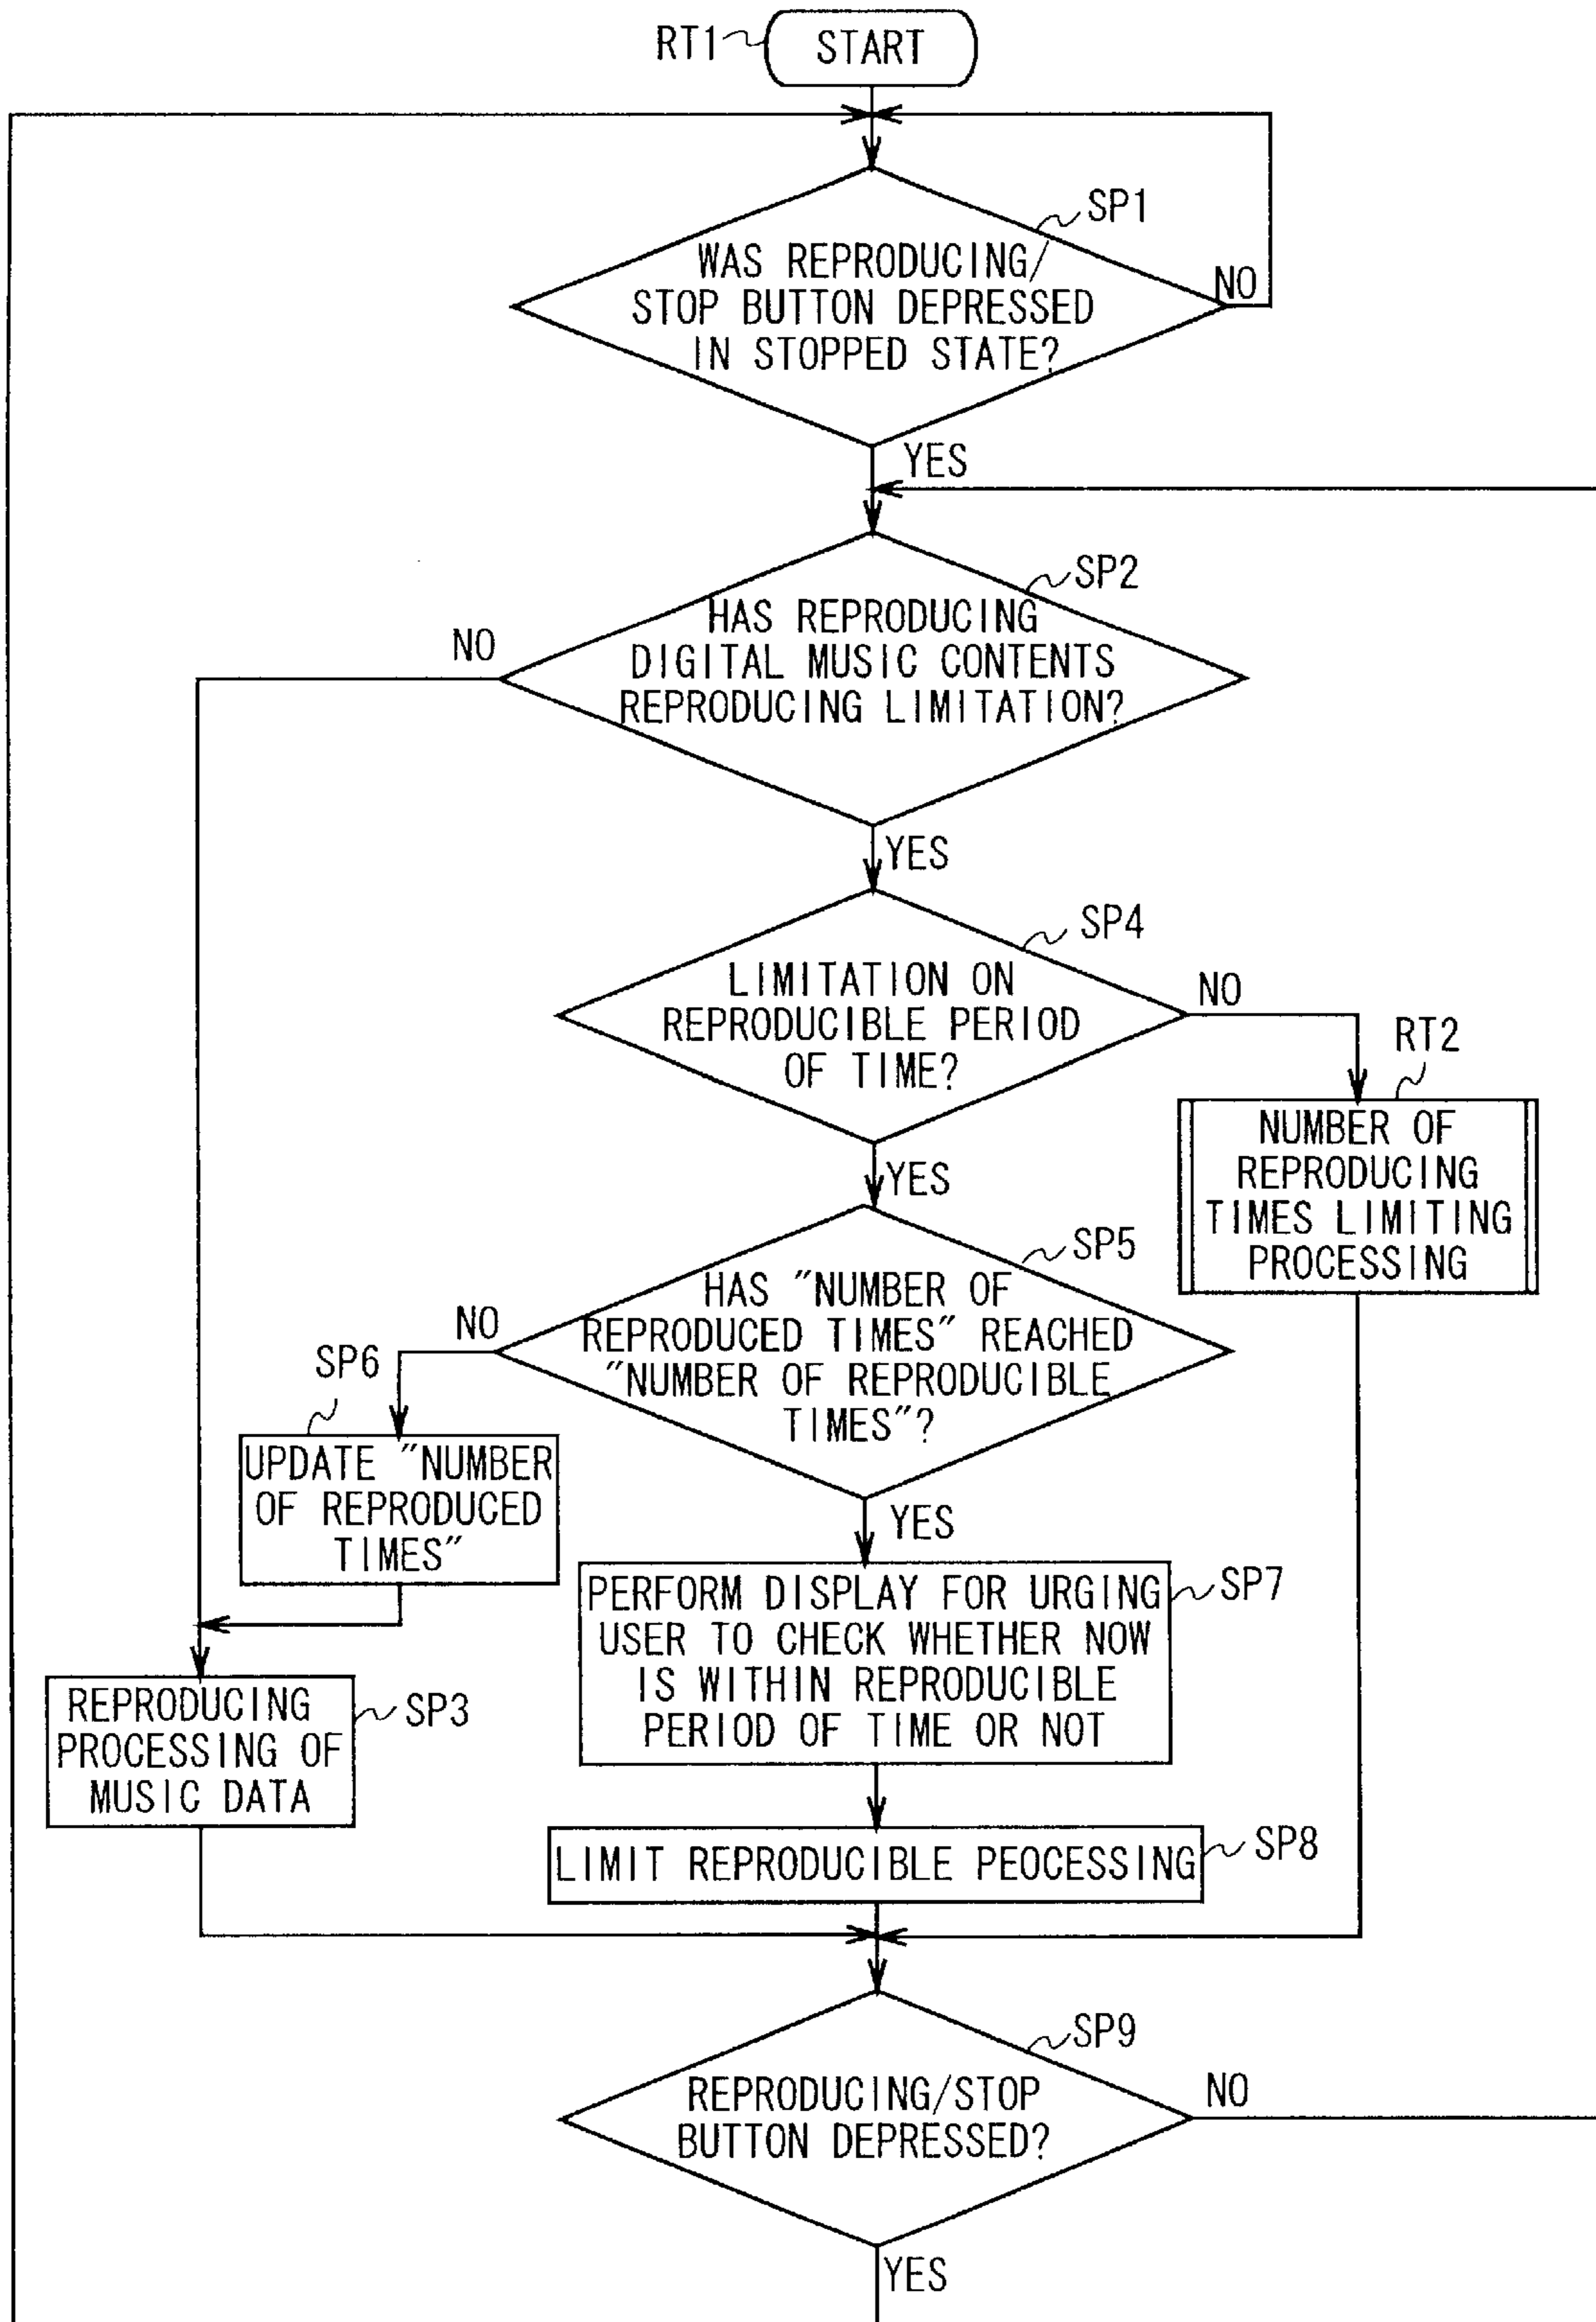 RT1
START
SP1
WAS REPRODUCING/
STOP BUTTON DEPRESSED
IN STOPPED STATE?
NO
YES
SP2
HAS REPRODUCING
DIGITAL MUSIC CONTENTS
REPRODUCING LIMITATION?
NO
YES
SP4
LIMITATION ON
REPRODUCIBLE PERIOD
OF TIME?
NO
YES
RT2
NUMBER OF
REPRODUCING
TIMES LIMITING
PROCESSING
SP5
HAS "NUMBER OF
REPRODUCED TIMES" REACHED
"NUMBER OF REPRODUCIBLE
TIMES"?
NO
YES
SP6
UPDATE "NUMBER
OF REPRODUCED
TIMES"
PERFORM DISPLAY FOR URGING
USER TO CHECK WHETHER NOW
IS WITHIN REPRODUCIBLE
PERIOD OF TIME OR NOT
SP7
REPRODUCING
PROCESSING OF
MUSIC DATA
SP3
LIMIT REPRODUCIBLE PEOCESSING
SP8
SP9
REPRODUCING/STOP
BUTTON DEPRESSED?
NO
YES